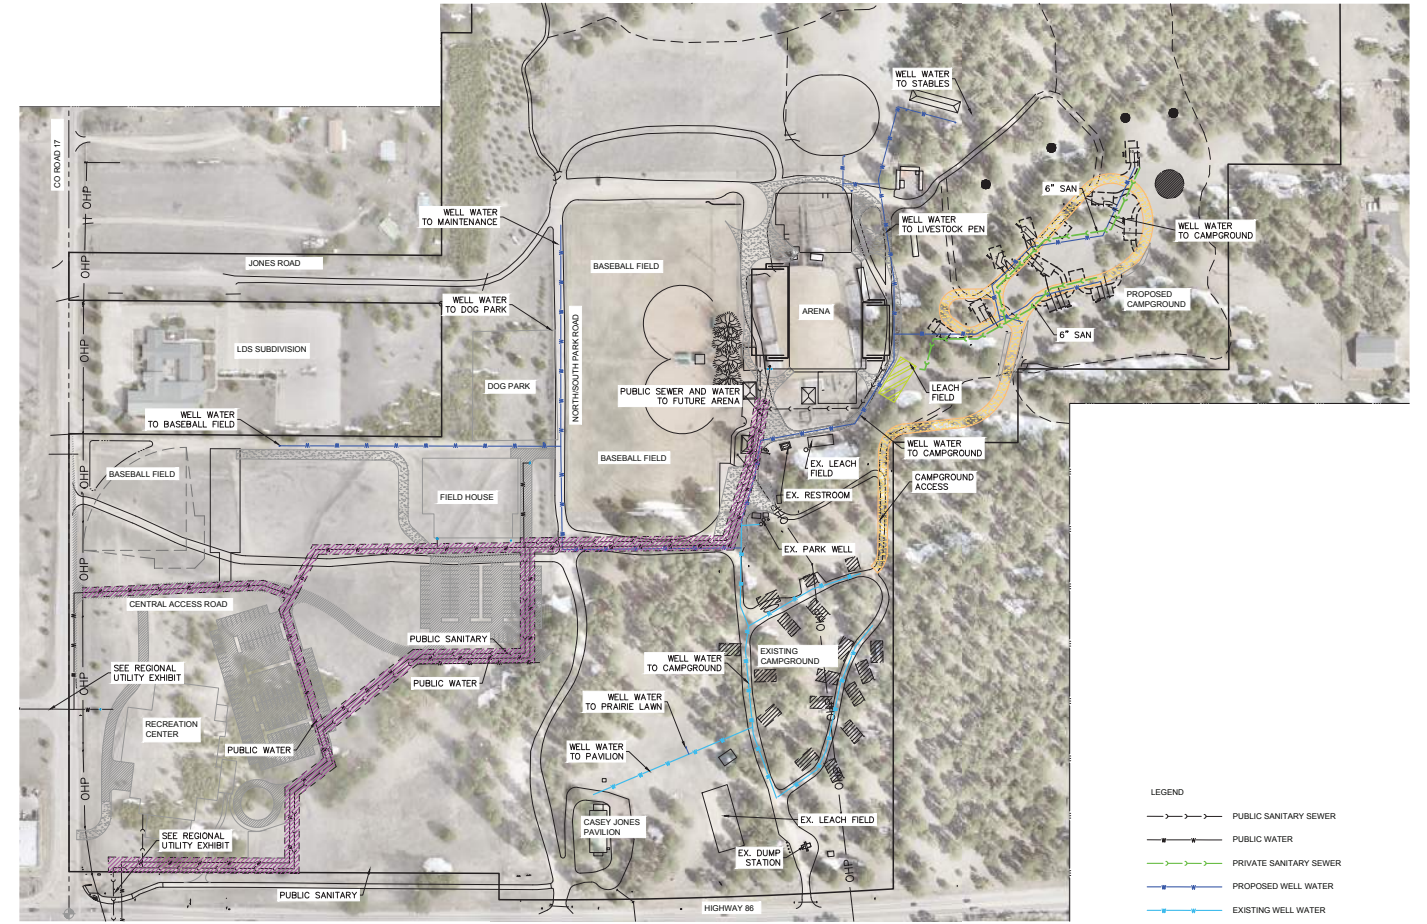 WELL WATER
TO STABLES
CO ROAD 17
OHP
6" SAN
WELL WATER
TO MAINTENANCE
WELL WATER
TO LIVESTOCK PEN
WELL WATER
TO CAMPGROUND
OHP
JONES ROAD
BASEBALL FIELD
WELL WATER
TO DOG PARK
PROPOSED
CAMPGROUND
ARENA
6" SAN
NORTH/SOUTH PARK ROAD
OHP
LDS SUBDIVISION
DOG PARK
PUBLIC SEWER AND WATER
TO FUTURE ARENA
LEACH
FIELD
WELL WATER
TO BASEBALL FIELD
WELL WATER
TO CAMPGROUND
BASEBALL FIELD
BASEBALL FIELD
EX. LEACH
FIELD
CAMPGROUND
ACCESS
OHP
FIELD HOUSE
EX. RESTROOM
OHP
EX. PARK WELL
OHP
CENTRAL ACCESS ROAD
OHP
PUBLIC SANITARY
EXISTING
CAMPGROUND
WELL WATER
TO CAMPGROUND
SEE REGIONAL
UTILITY EXHIBIT
OHP
PUBLIC WATER
WELL WATER
TO PRAIRIE LAWN
OHP
RECREATION
CENTER
PUBLIC WATER
WELL WATER
TO PAVILION
OHP
OHP
LEGEND
PUBLIC SANITARY SEWER
PUBLIC WATER
PRIVATE SANITARY SEWER
PROPOSED WELL WATER
EXISTING WELL WATER
CASEY JONES
PAVILION
EX. LEACH FIELD
SEE REGIONAL
UTILITY EXHIBIT
EX. DUMP
STATION
OHP
PUBLIC SANITARY
HIGHWAY 86